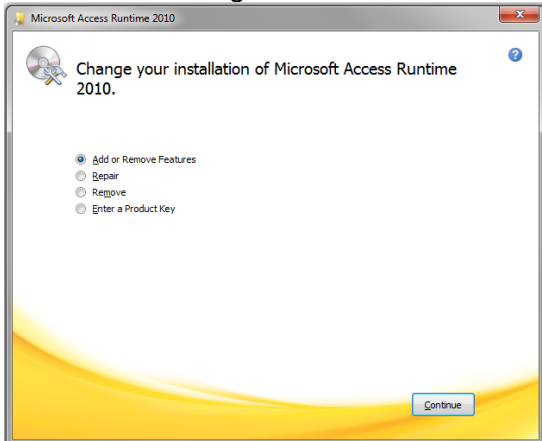 Microsoft Access Runtime 2010
Change your installation of Microsoft Access Runtime
2010.
Add or Remove Features
Repair
Remove
Enter a Product Key
Continue